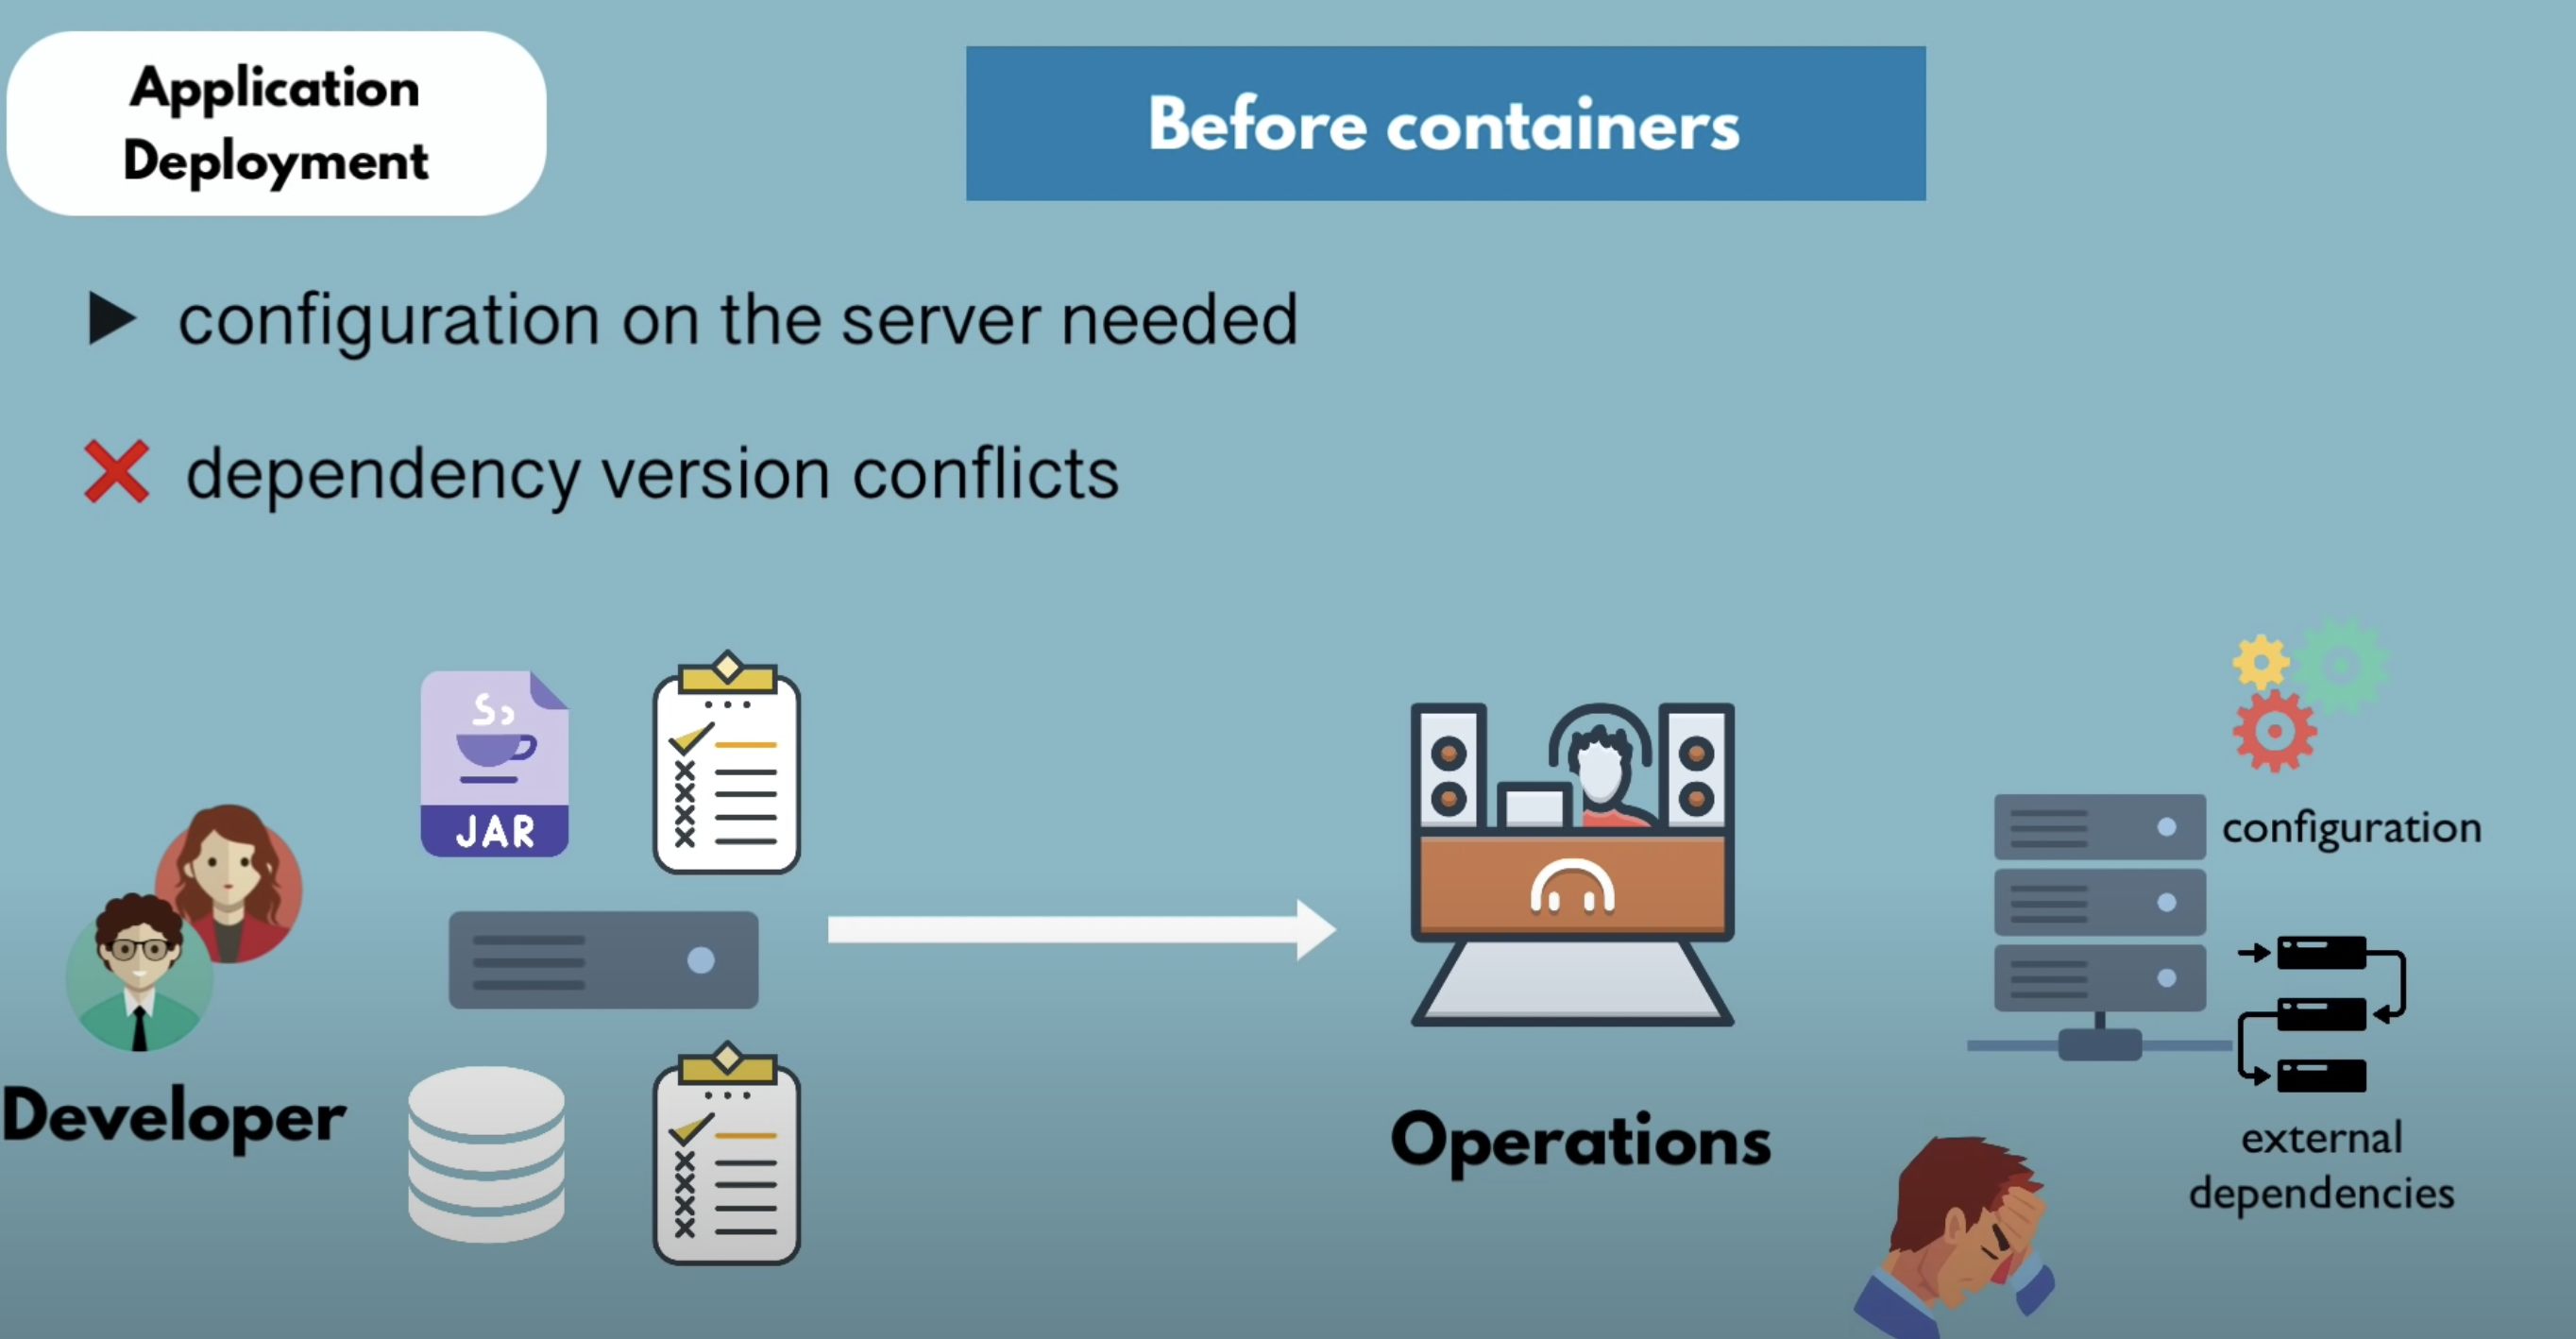 Application
Deployment
Before containers
configuration on the server needed
dependency version conflicts
JAR
configuration
Developer
Operations
external
dependencies